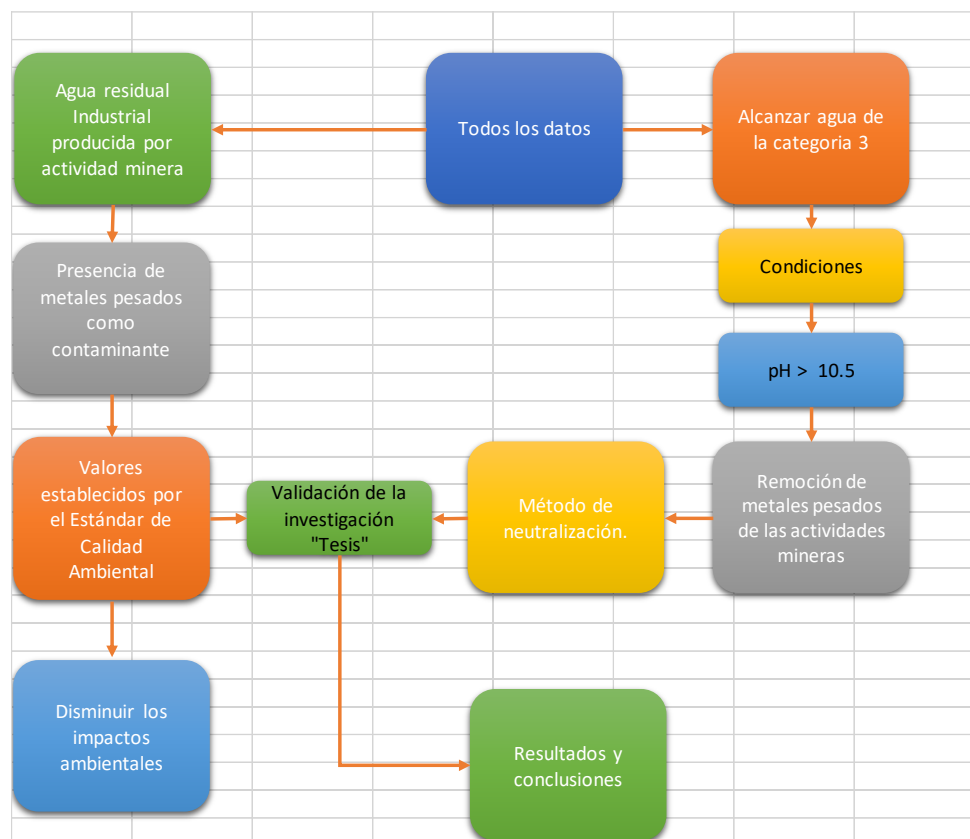 Agua residual
Industrial
producida por
actividad minera
Todos los datos
Alcanzar agua de
la categoria 3
Presencia de
metales pesados
como
contaminante
Condiciones
pH > 10.5
Valores
establecidos por
el Estándar de
Calidad
Ambiental
Validación de la
investigación
"Tesis"
Método de
neutralización.
Remoción de
metales pesados
de las actividades
mineras
Disminuir los
impactos
ambientales
Resultados y
conclusiones